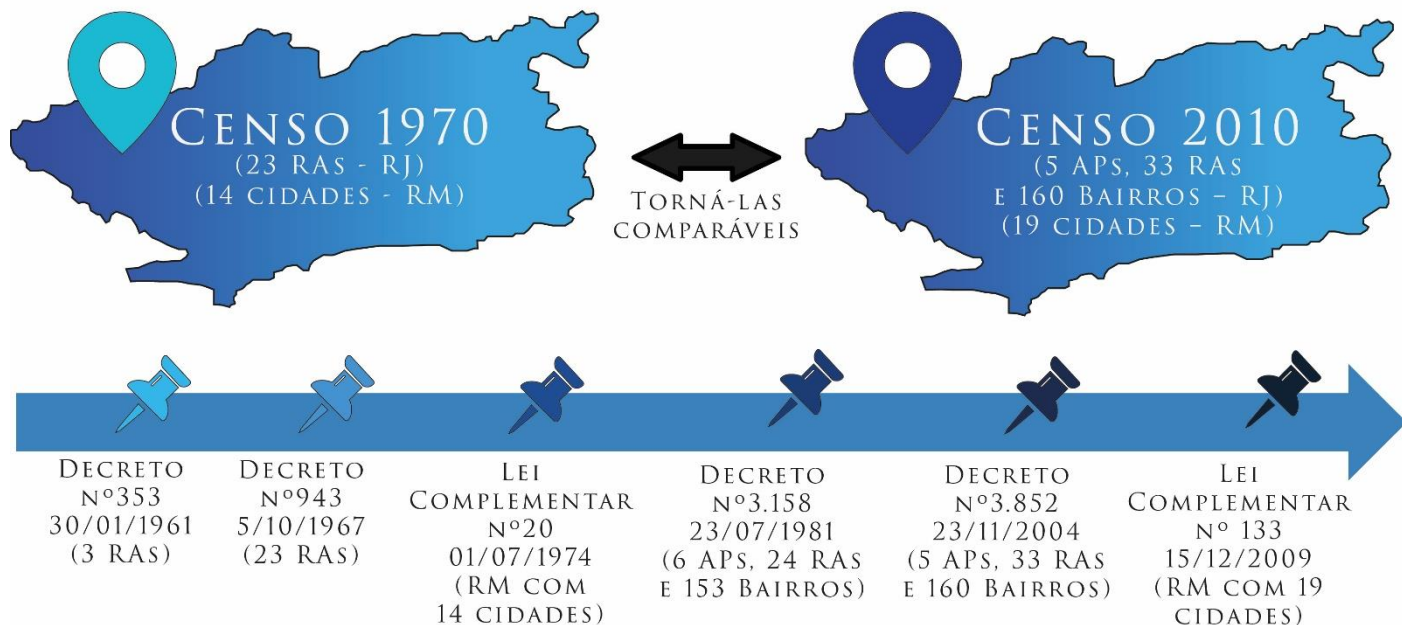 Censo 1970
(23 RAs - RJ)
(14 cidades - RM)
Torná-las
comparáveis
Censo 2010
(5 APs, 33 RAs
e 160 Bairros – RJ)
(19 cidades – RM)
Decreto
nº353
30/01/1961
(3 RAs)
Decreto
nº943
5/10/1967
(23 RAs)
Lei
Complementar
nº20
01/07/1974
(RM com
14 cidades)
Decreto
nº3.158
23/07/1981
(6 APs, 24 RAs
e 153 Bairros)
Decreto
nº3.852
23/11/2004
(5 APs, 33 RAs
e 160 Bairros)
Lei
Complementar
nº 133
15/12/2009
(RM com 19
cidades)